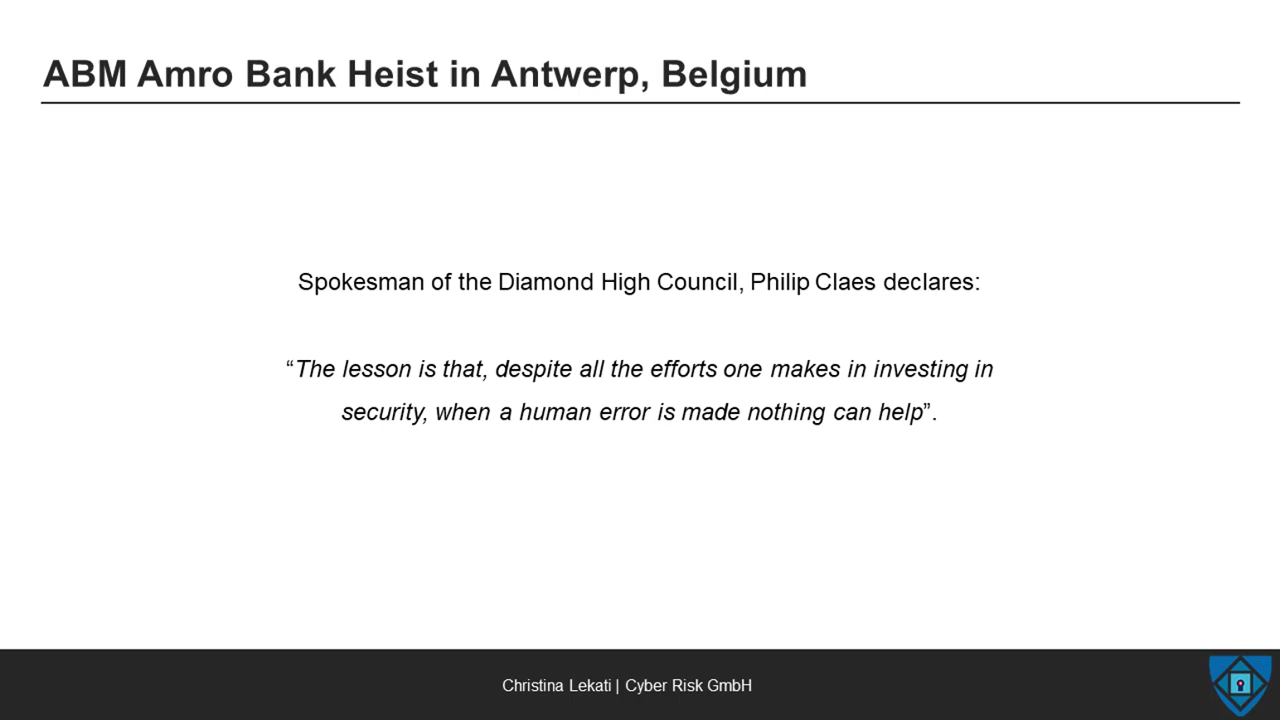 ABM Amro Bank Heist in Antwerp, Belgium
Spokesman of the Diamond High Council, Philip Claes declares:
“The lesson is that, despite all the efforts one makes in investing in
security, when a human error is made nothing can help”.
Christina Lekati | Cyber Risk GmbH